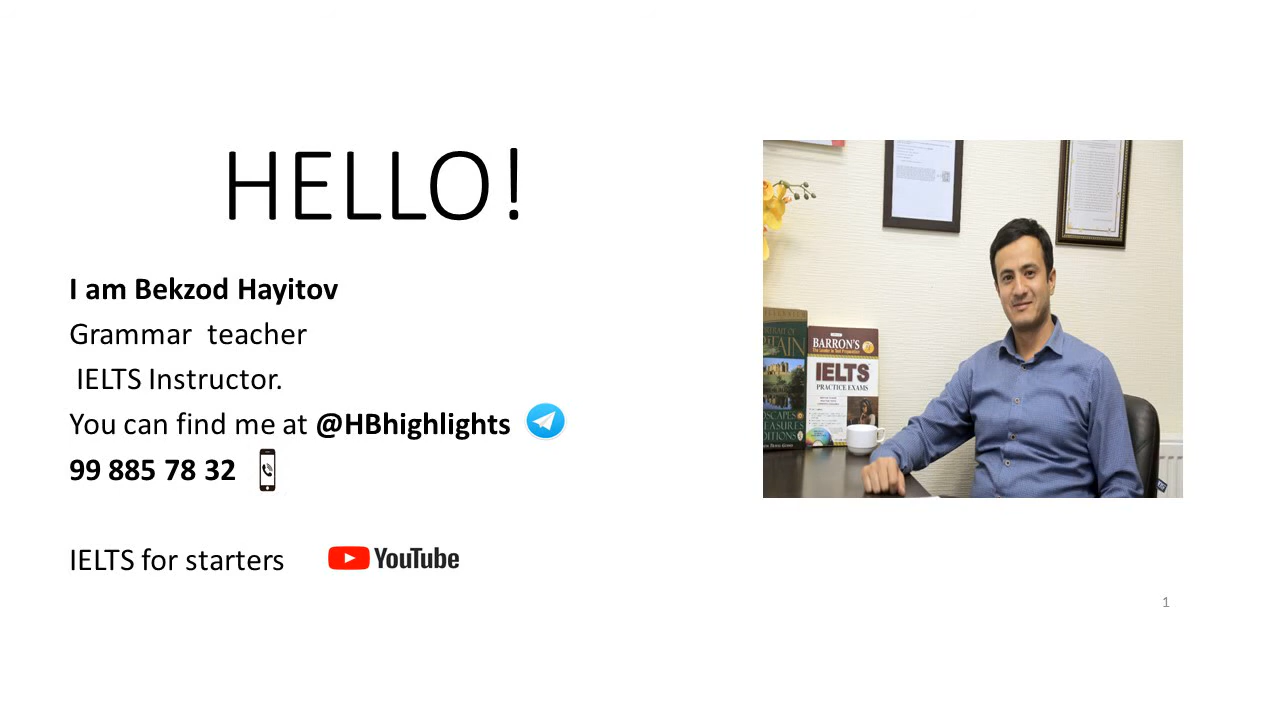 HELLO!
I am Bekzod Hayitov
Grammar teacher
IELTS Instructor.
You can find me at @HBhighlights
99 885 78 32
IELTS for starters
YouTube
BARRON'S
IELTS
PRACTICE EXAMS
1